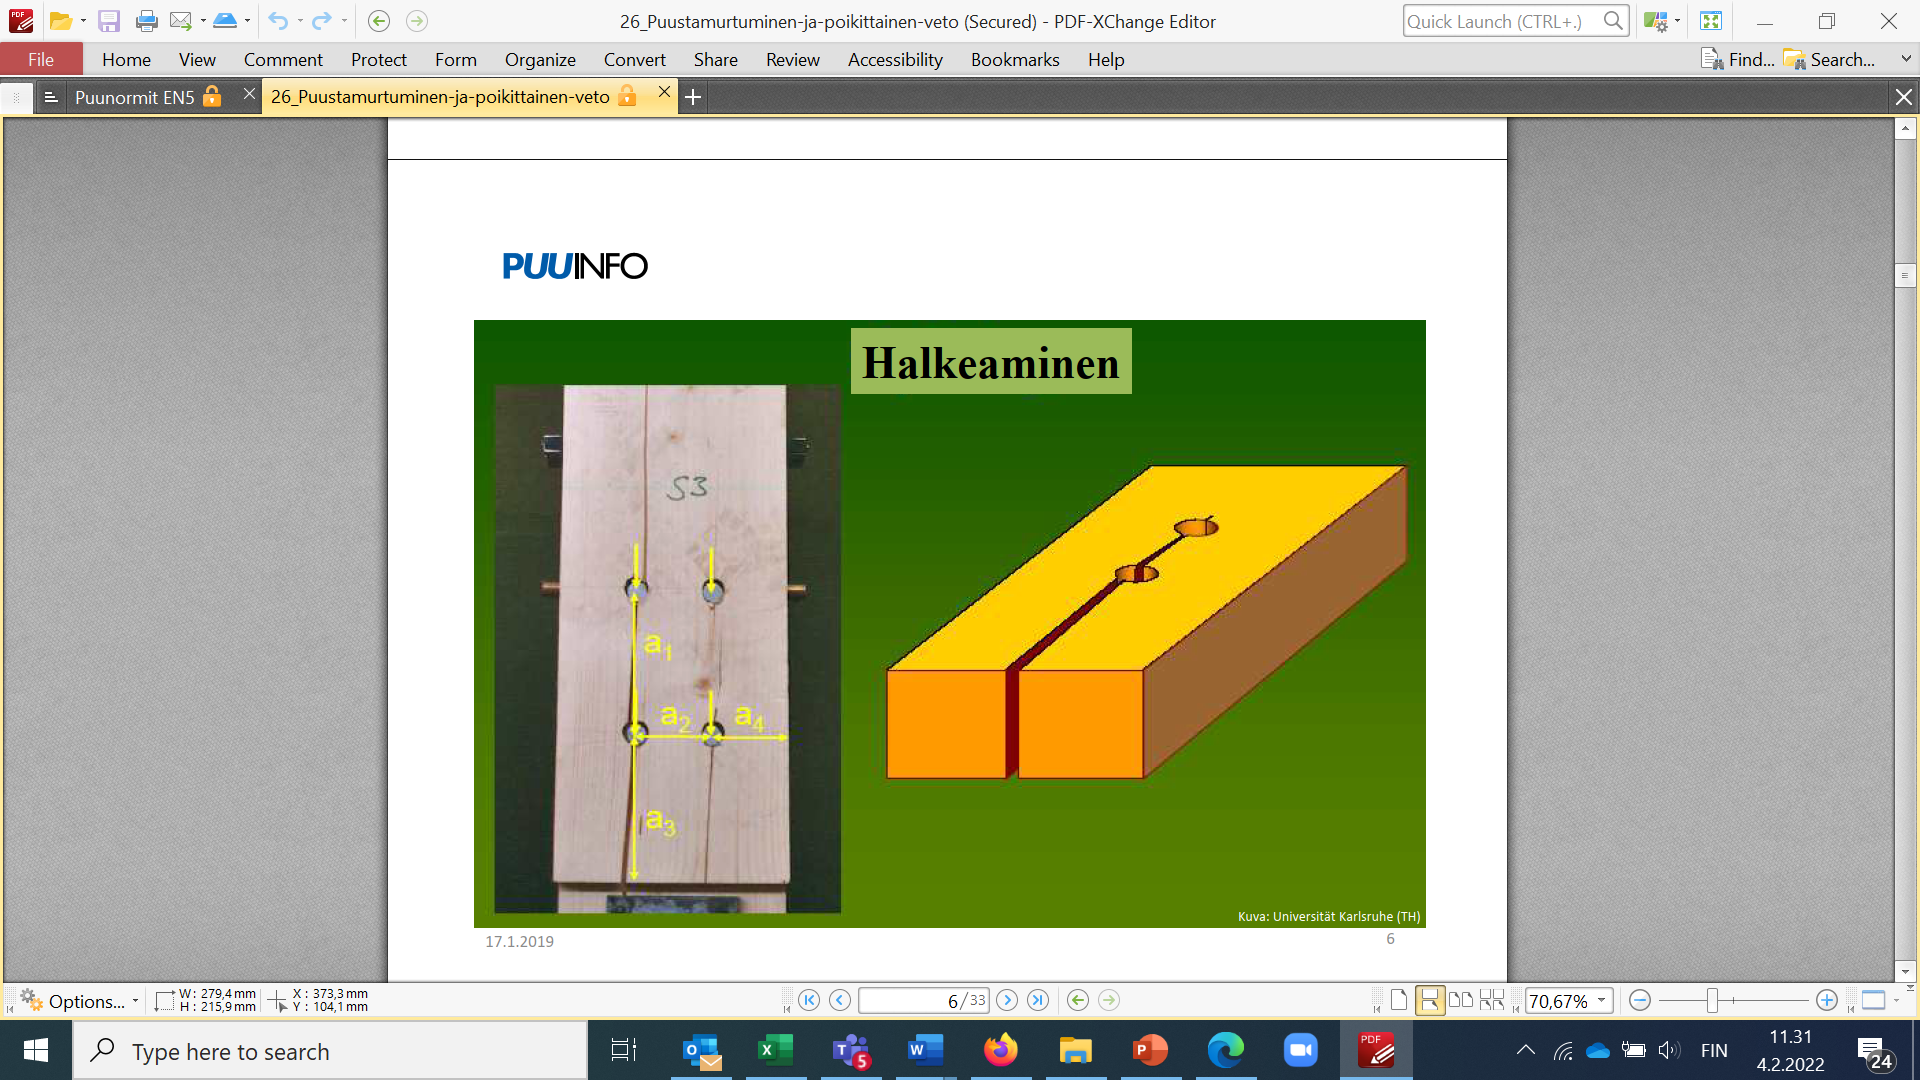 26_Puustamurtuminen-ja-poikittainen-veto (Secured) - PDF-XChange Editor
Quick Launch (CTRL+.)
File Home View Comment Protect Form Organize Convert Share Review Accessibility Bookmarks Help
Find... Search...
Puunormit EN5
26_Puustamurtuminen-ja-poikittainen-veto
PUUINFO
Halkeaminen
S3
a1
a2 a4
a3
Kuva: Universität Karlsruhe (TH)
17.1.2019
6
Options...
W: 279,4 mm
H: 215,9 mm
X: 373,3 mm
Y: 104,1 mm
6 / 33
70,67%
Type here to search
5
PDF
FIN
11.31
4.2.2022
24